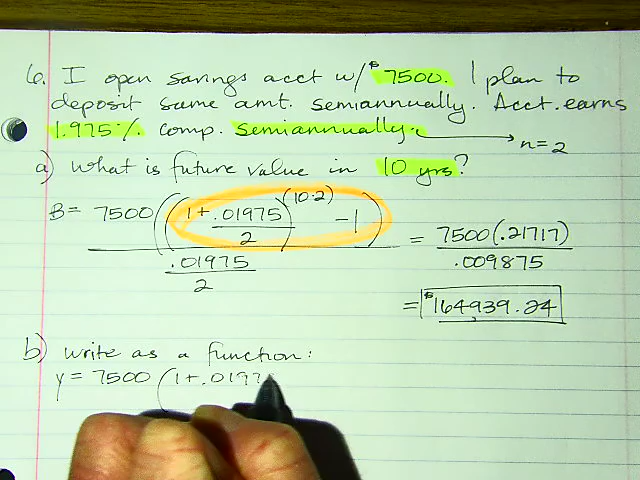 6. I open savings acct w/ $7500. I plan to
deposit same amt. semiannually. Acct. earns
1.975% comp. semiannually. → n=2
a) What is future value in 10 yrs?
B = 7500((1+.01975/2)^(10·2) -1) / (.01975/2) = 7500(.21717) / .009875
= $164,939.24
b) Write as a function:
y = 7500(1+.0197